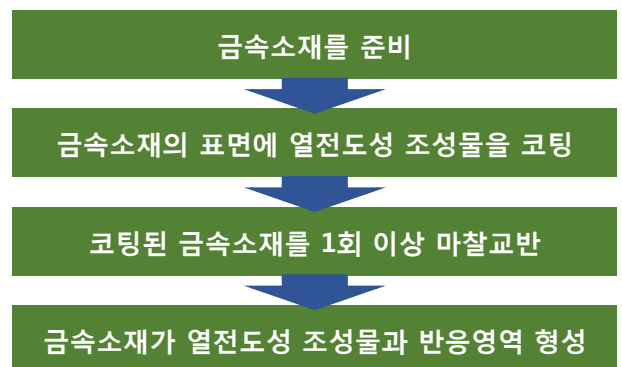 금속소재를 준비
금속소재의 표면에 열전도성 조성물을 코팅
코팅된 금속소재를 1회 이상 마찰교반
금속소재가 열전도성 조성물과 반응영역 형성